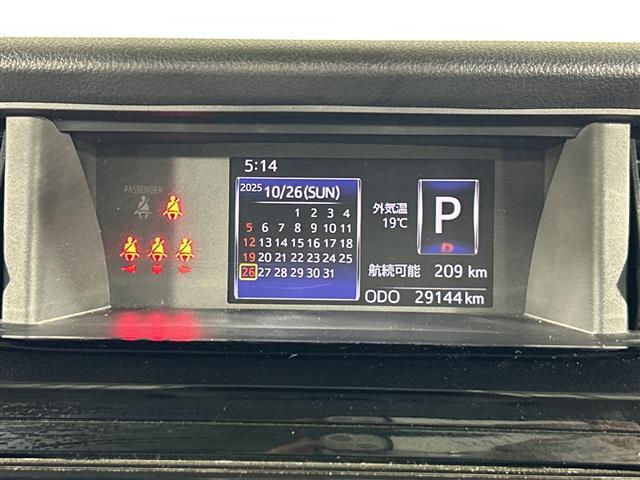 PASSENGER
5:14
2025 10/26(SUN)
1 2 3 4
5 6 7 8 9 10 11
12 13 14 15 16 17 18
19 20 21 22 23 24 25
26 27 28 29 30 31
外気温
19℃
P
D
航続可能 209 km
ODO 29144 km